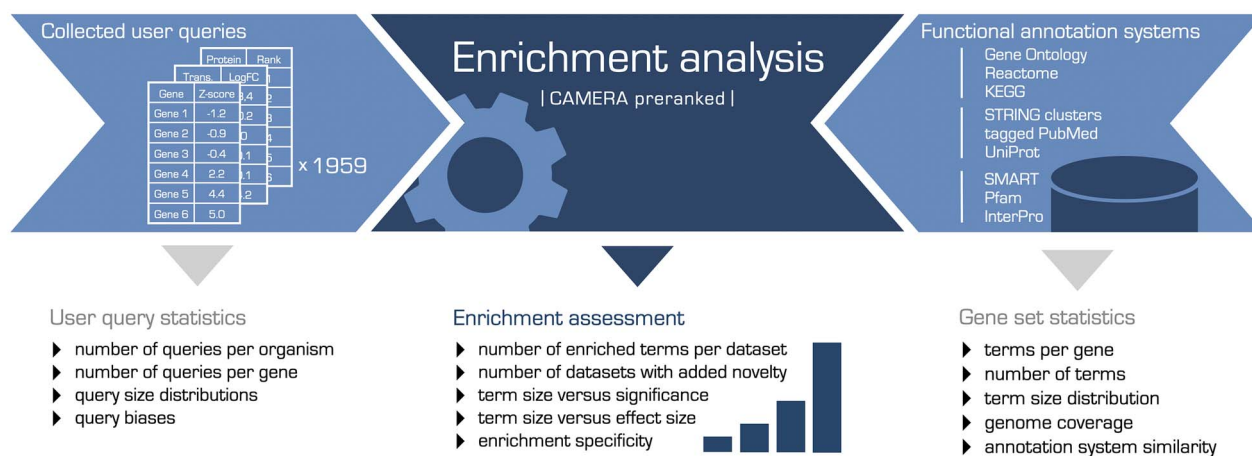 Collected user queries
Protein Rank
Trans. LogFC
Gene Z-score
Gene 1 -1.2
Gene 2 -0.9
Gene 3 -0.4
Gene 4 2.2
Gene 5 4.4
Gene 6 5.0
x 1959
Enrichment analysis
| CAMERA preranked |
Functional annotation systems
Gene Ontology
Reactome
KEGG
STRING clusters
tagged PubMed
UniProt
SMART
Pfam
InterPro
User query statistics
number of queries per organism
number of queries per gene
query size distributions
query biases
Enrichment assessment
number of enriched terms per dataset
number of datasets with added novelty
term size versus significance
term size versus effect size
enrichment specificity
Gene set statistics
terms per gene
number of terms
term size distribution
genome coverage
annotation system similarity